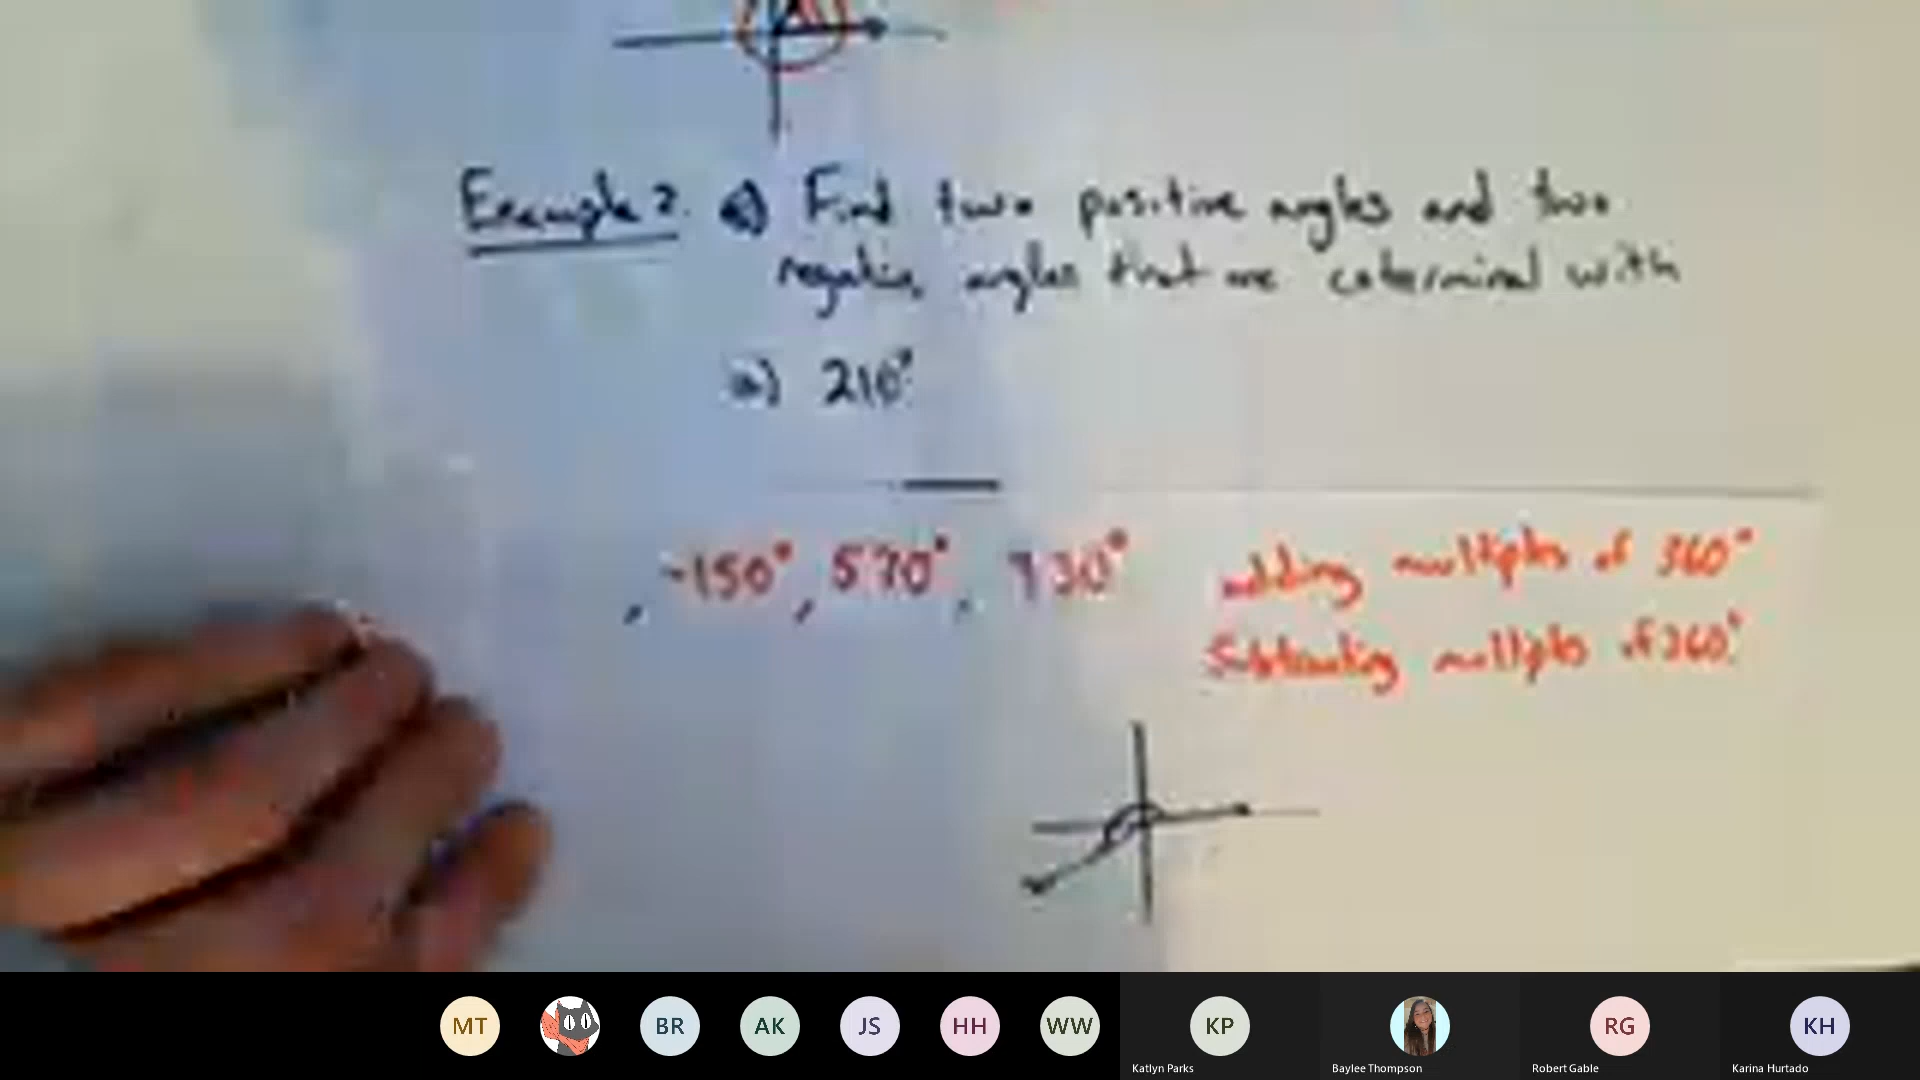 Example 2. a) Find two positive angles and two
negative angles that are coterminal with
a) 210°
, -150°, 570°, 930° adding multiples of 360°
Subtracting multiples of 360°.
MT
BR
AK
JS
HH
WW
KP
RG
KH
Katlyn Parks
Baylee Thompson
Robert Gable
Karina Hurtado